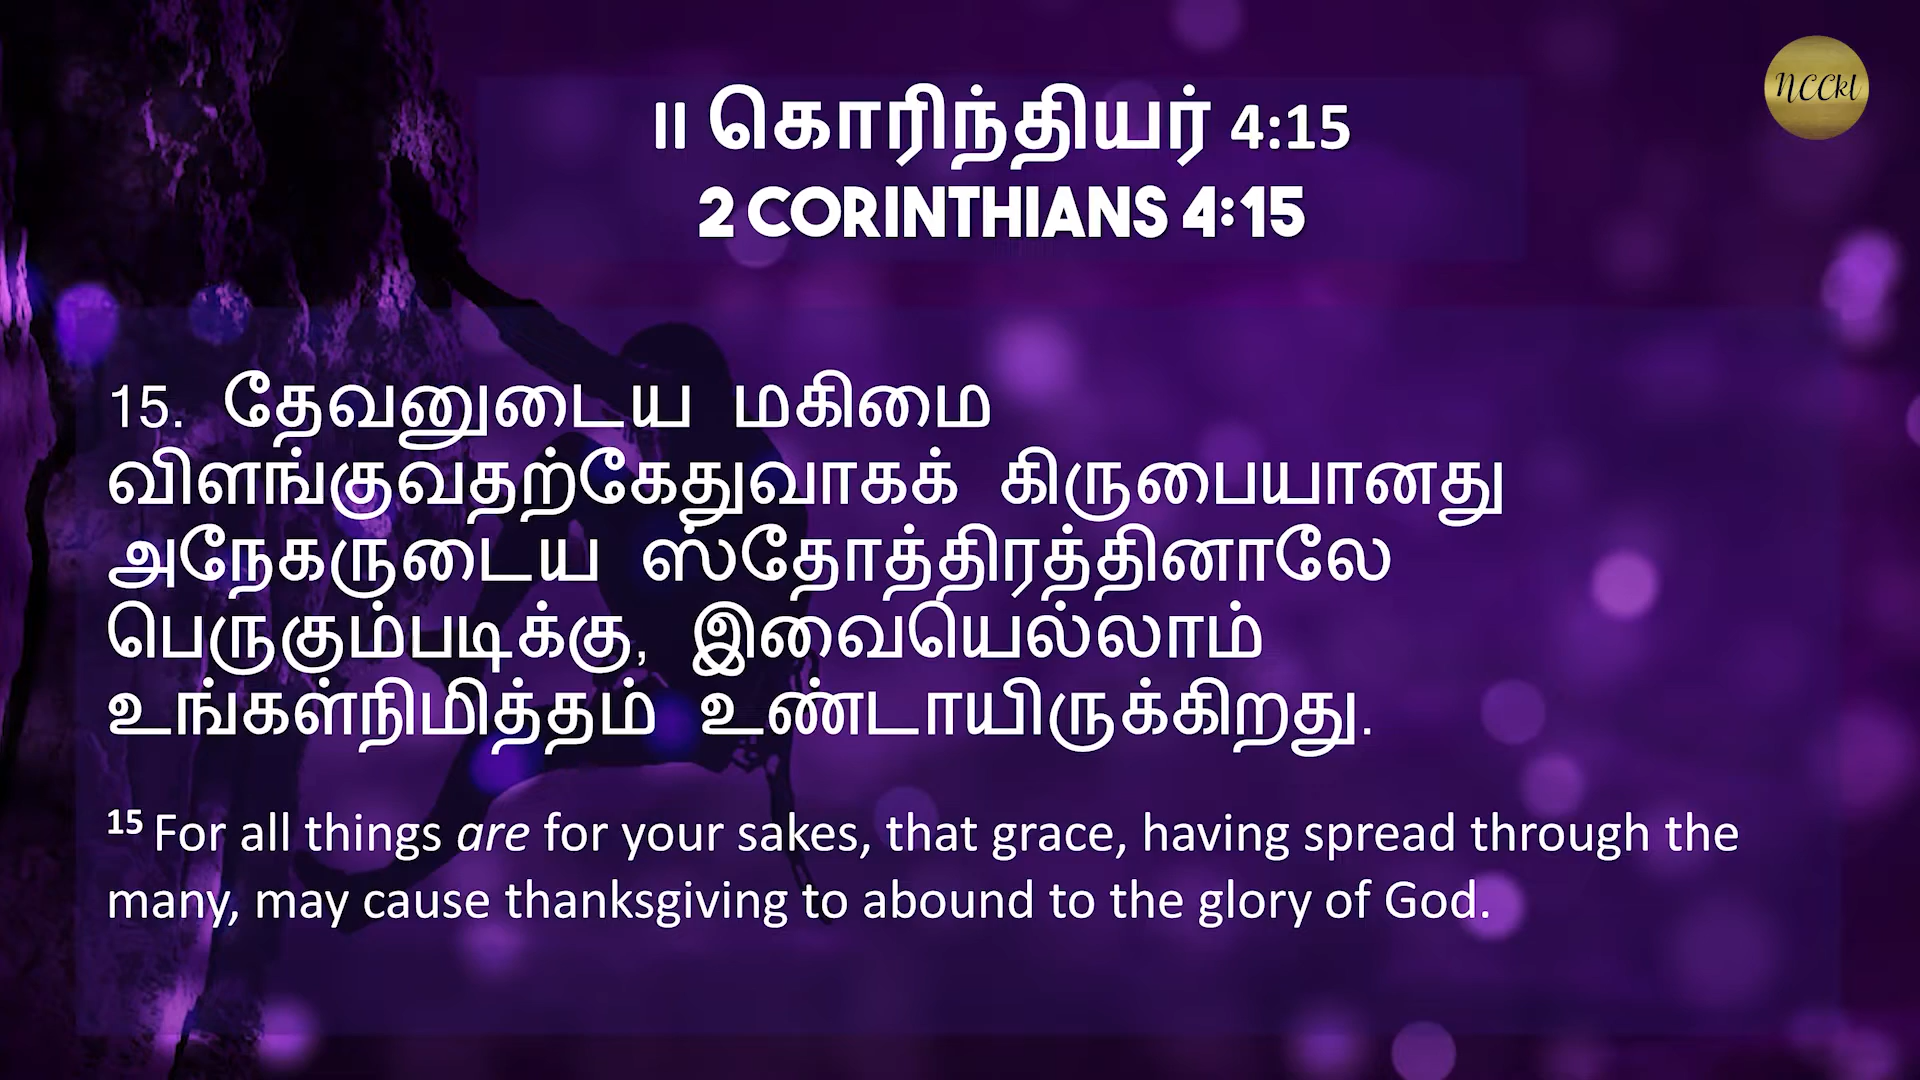 NCCkl
II கொரிந்தியர் 4:15
2 CORINTHIANS 4:15
15. தேவனுடைய மகிமை
விளங்குவதற்கேதுவாகக் கிருபையானது
அநேகருடைய ஸ்தோத்திரத்தினாலே
பெருகும்படிக்கு, இவையெல்லாம்
உங்கள்நிமித்தம் உண்டாயிருக்கிறது.
15 For all things are for your sakes, that grace, having spread through the
many, may cause thanksgiving to abound to the glory of God.